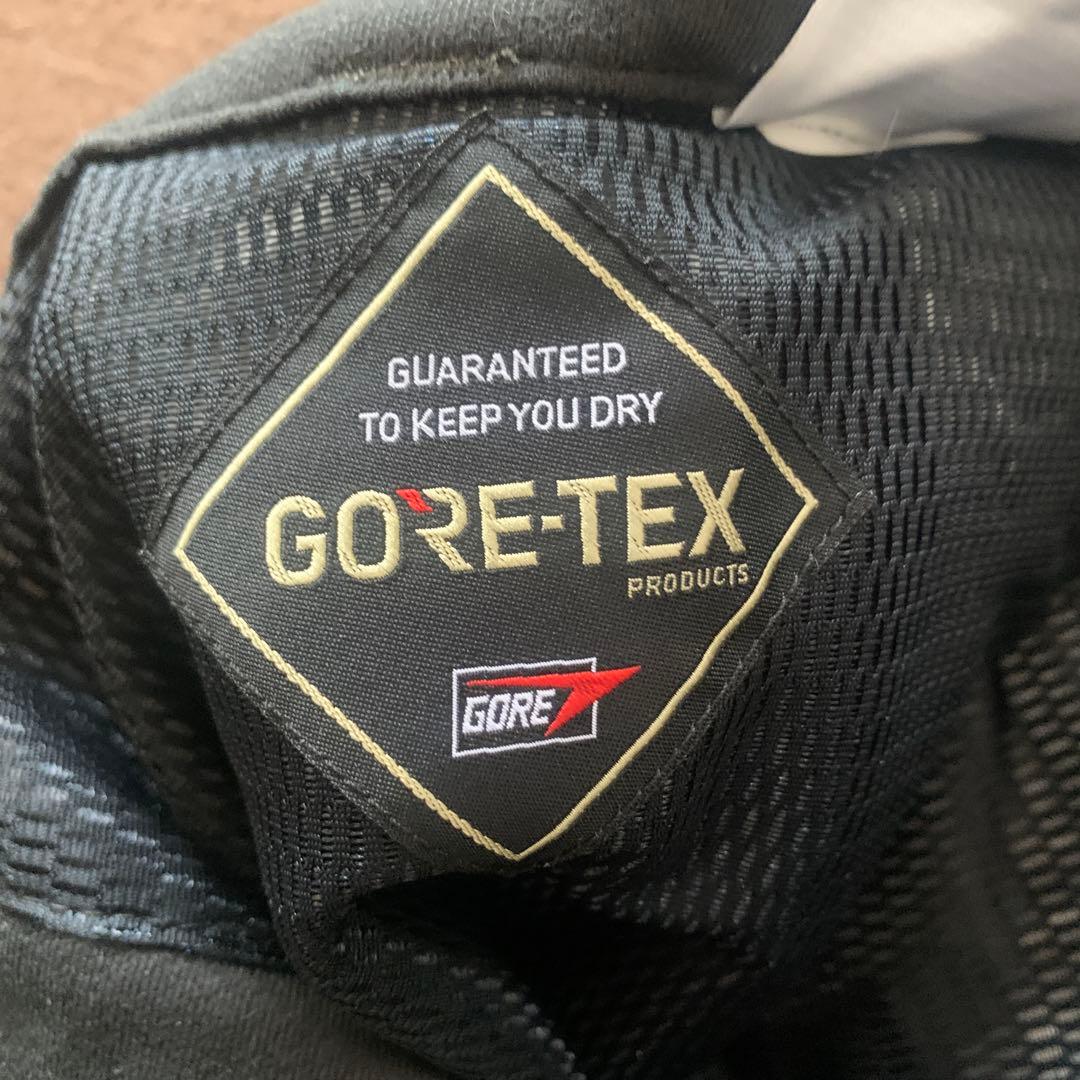 GUARANTEED
TO KEEP YOU DRY
GORE-TEX
PRODUCTS
GORE